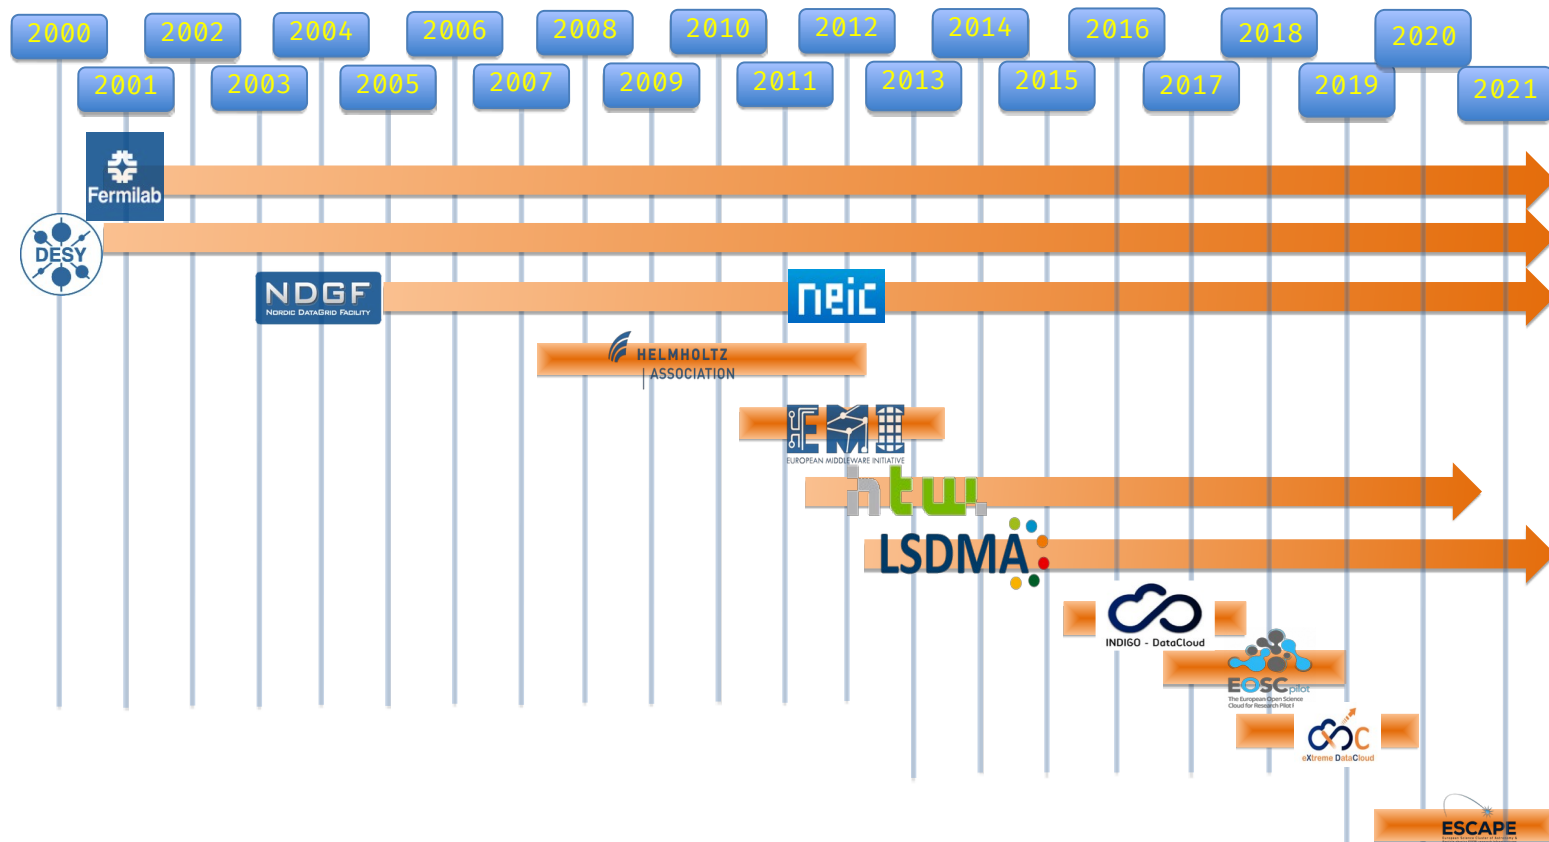 2000
2002
2004
2006
2008
2010
2012
2014
2016
2018
2020
2001
2003
2005
2007
2009
2011
2013
2015
2017
2019
2021
Fermilab
DESY
NDGF
NORDIC DATAGRID FACILITY
neic
HELMHOLTZ
ASSOCIATION
EMI
EUROPEAN MIDDLEWARE INITIATIVE
htw.
LSDMA
INDIGO - DataCloud
EOSCpilot
The European Open Science
Cloud for Research Pilot
XDC
eXtreme DataCloud
ESCAPE